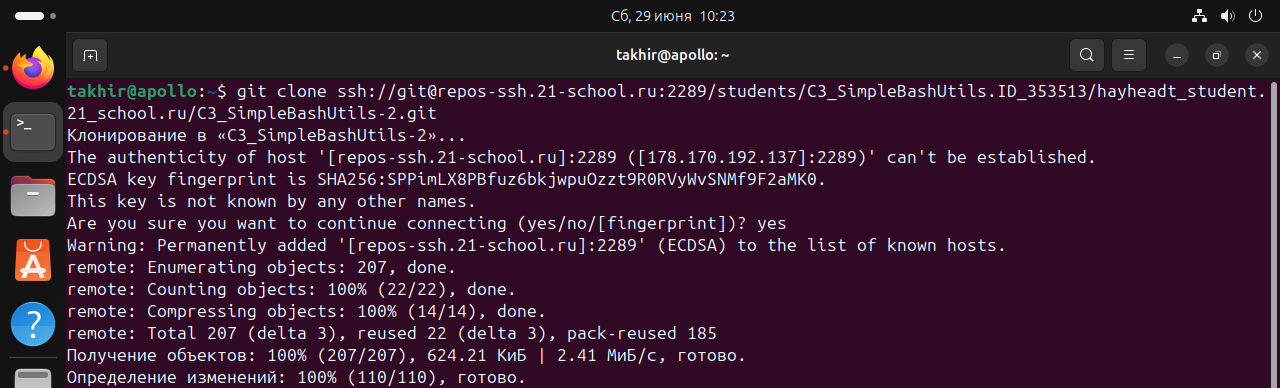 Сб, 29 июня 10:23
takhir@apollo: ~
takhir@apollo:~$ git clone ssh://git@repos-ssh.21-school.ru:2289/students/C3_SimpleBashUtils.ID_353513/hayheadt_student.
21_school.ru/C3_SimpleBashUtils-2.git
Клонирование в «C3_SimpleBashUtils-2»...
The authenticity of host '[repos-ssh.21-school.ru]:2289 ([178.170.192.137]:2289)' can't be established.
ECDSA key fingerprint is SHA256:SPPimLX8PBfuz6bkjwpuOzzt9R0RVyWvSNMf9F2aMK0.
This key is not known by any other names.
Are you sure you want to continue connecting (yes/no/[fingerprint])? yes
Warning: Permanently added '[repos-ssh.21-school.ru]:2289' (ECDSA) to the list of known hosts.
remote: Enumerating objects: 207, done.
remote: Counting objects: 100% (22/22), done.
remote: Compressing objects: 100% (14/14), done.
remote: Total 207 (delta 3), reused 22 (delta 3), pack-reused 185
Получение объектов: 100% (207/207), 624.21 КиБ | 2.41 МиБ/с, готово.
Определение изменений: 100% (110/110), готово.